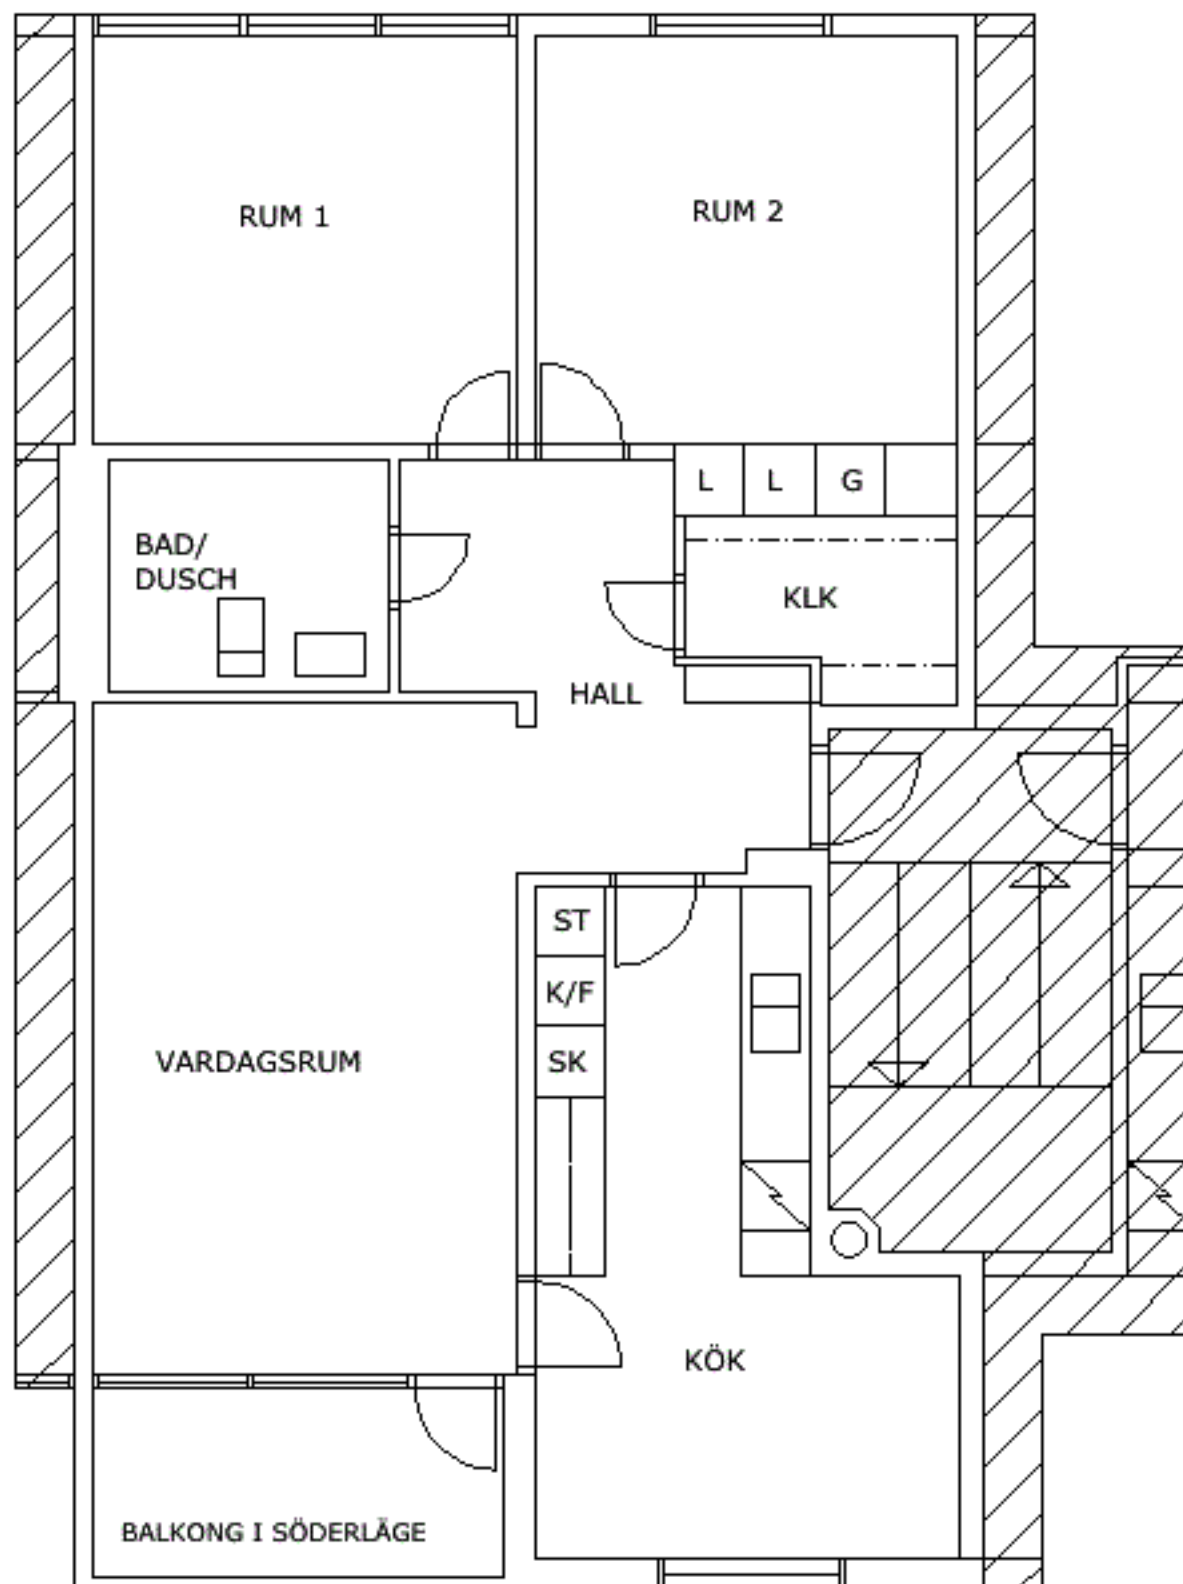 RUM 1
RUM 2
L L G
BAD/
DUSCH
KLK
HALL
ST
K/F
SK
VARDAGSRUM
KÖK
BALKONG I SÖDERLÄGE